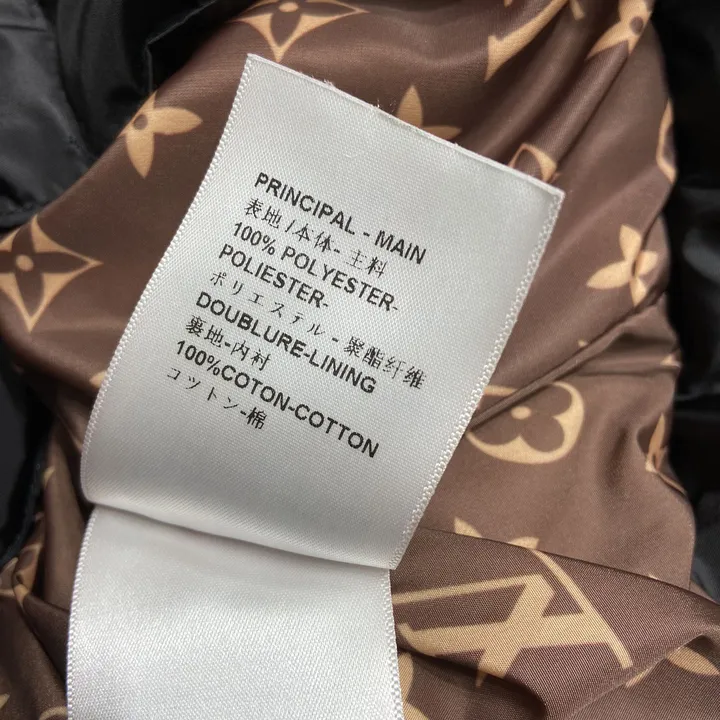 PRINCIPAL - MAIN
表地/本体- 主料
100% POLYESTER-
POLIESTER-
ポリエステル - 聚酯纤维
DOUBLURE-LINING
裏地-内衬
100%COTON-COTTON
コットン-棉